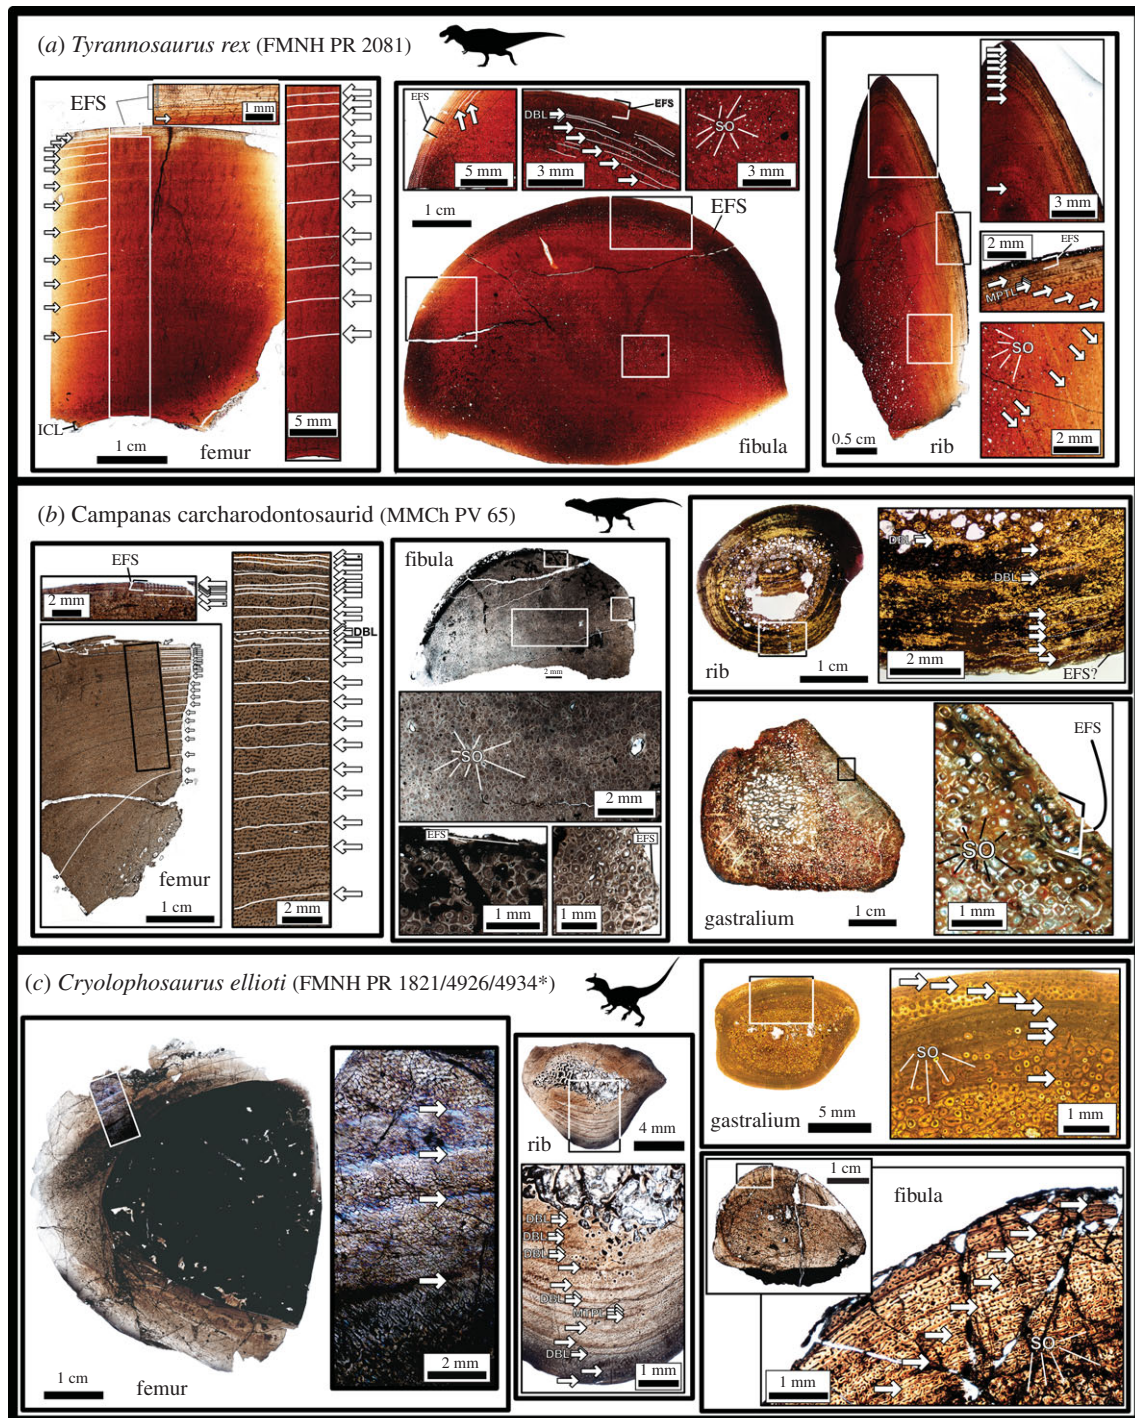 (a) Tyrannosaurus rex (FMNH PR 2081)
EFS
1 mm
ICL
1 cm
femur
5 mm
EFS
5 mm
DBL
EFS
3 mm
SO
3 mm
1 cm
EFS
fibula
0.5 cm
rib
3 mm
2 mm
EFS
MPTL
SO
2 mm
(b) Campanas carcharodontosaurid (MMCh PV 65)
EFS
2 mm
femur
1 cm
DBL
2 mm
fibula
2 mm
SO
2 mm
EFS
1 mm
EFS
1 mm
rib
1 cm
DBL
DBL
2 mm
EFS?
gastralium
1 cm
EFS
SO
1 mm
(c) Cryolophosaurus ellioti (FMNH PR 1821/4926/4934*)
1 cm
femur
2 mm
rib
4 mm
DBL
DBL
DBL
DBL
MTPL
DBL
1 mm
gastralium
5 mm
SO
1 mm
1 cm
fibula
SO
1 mm